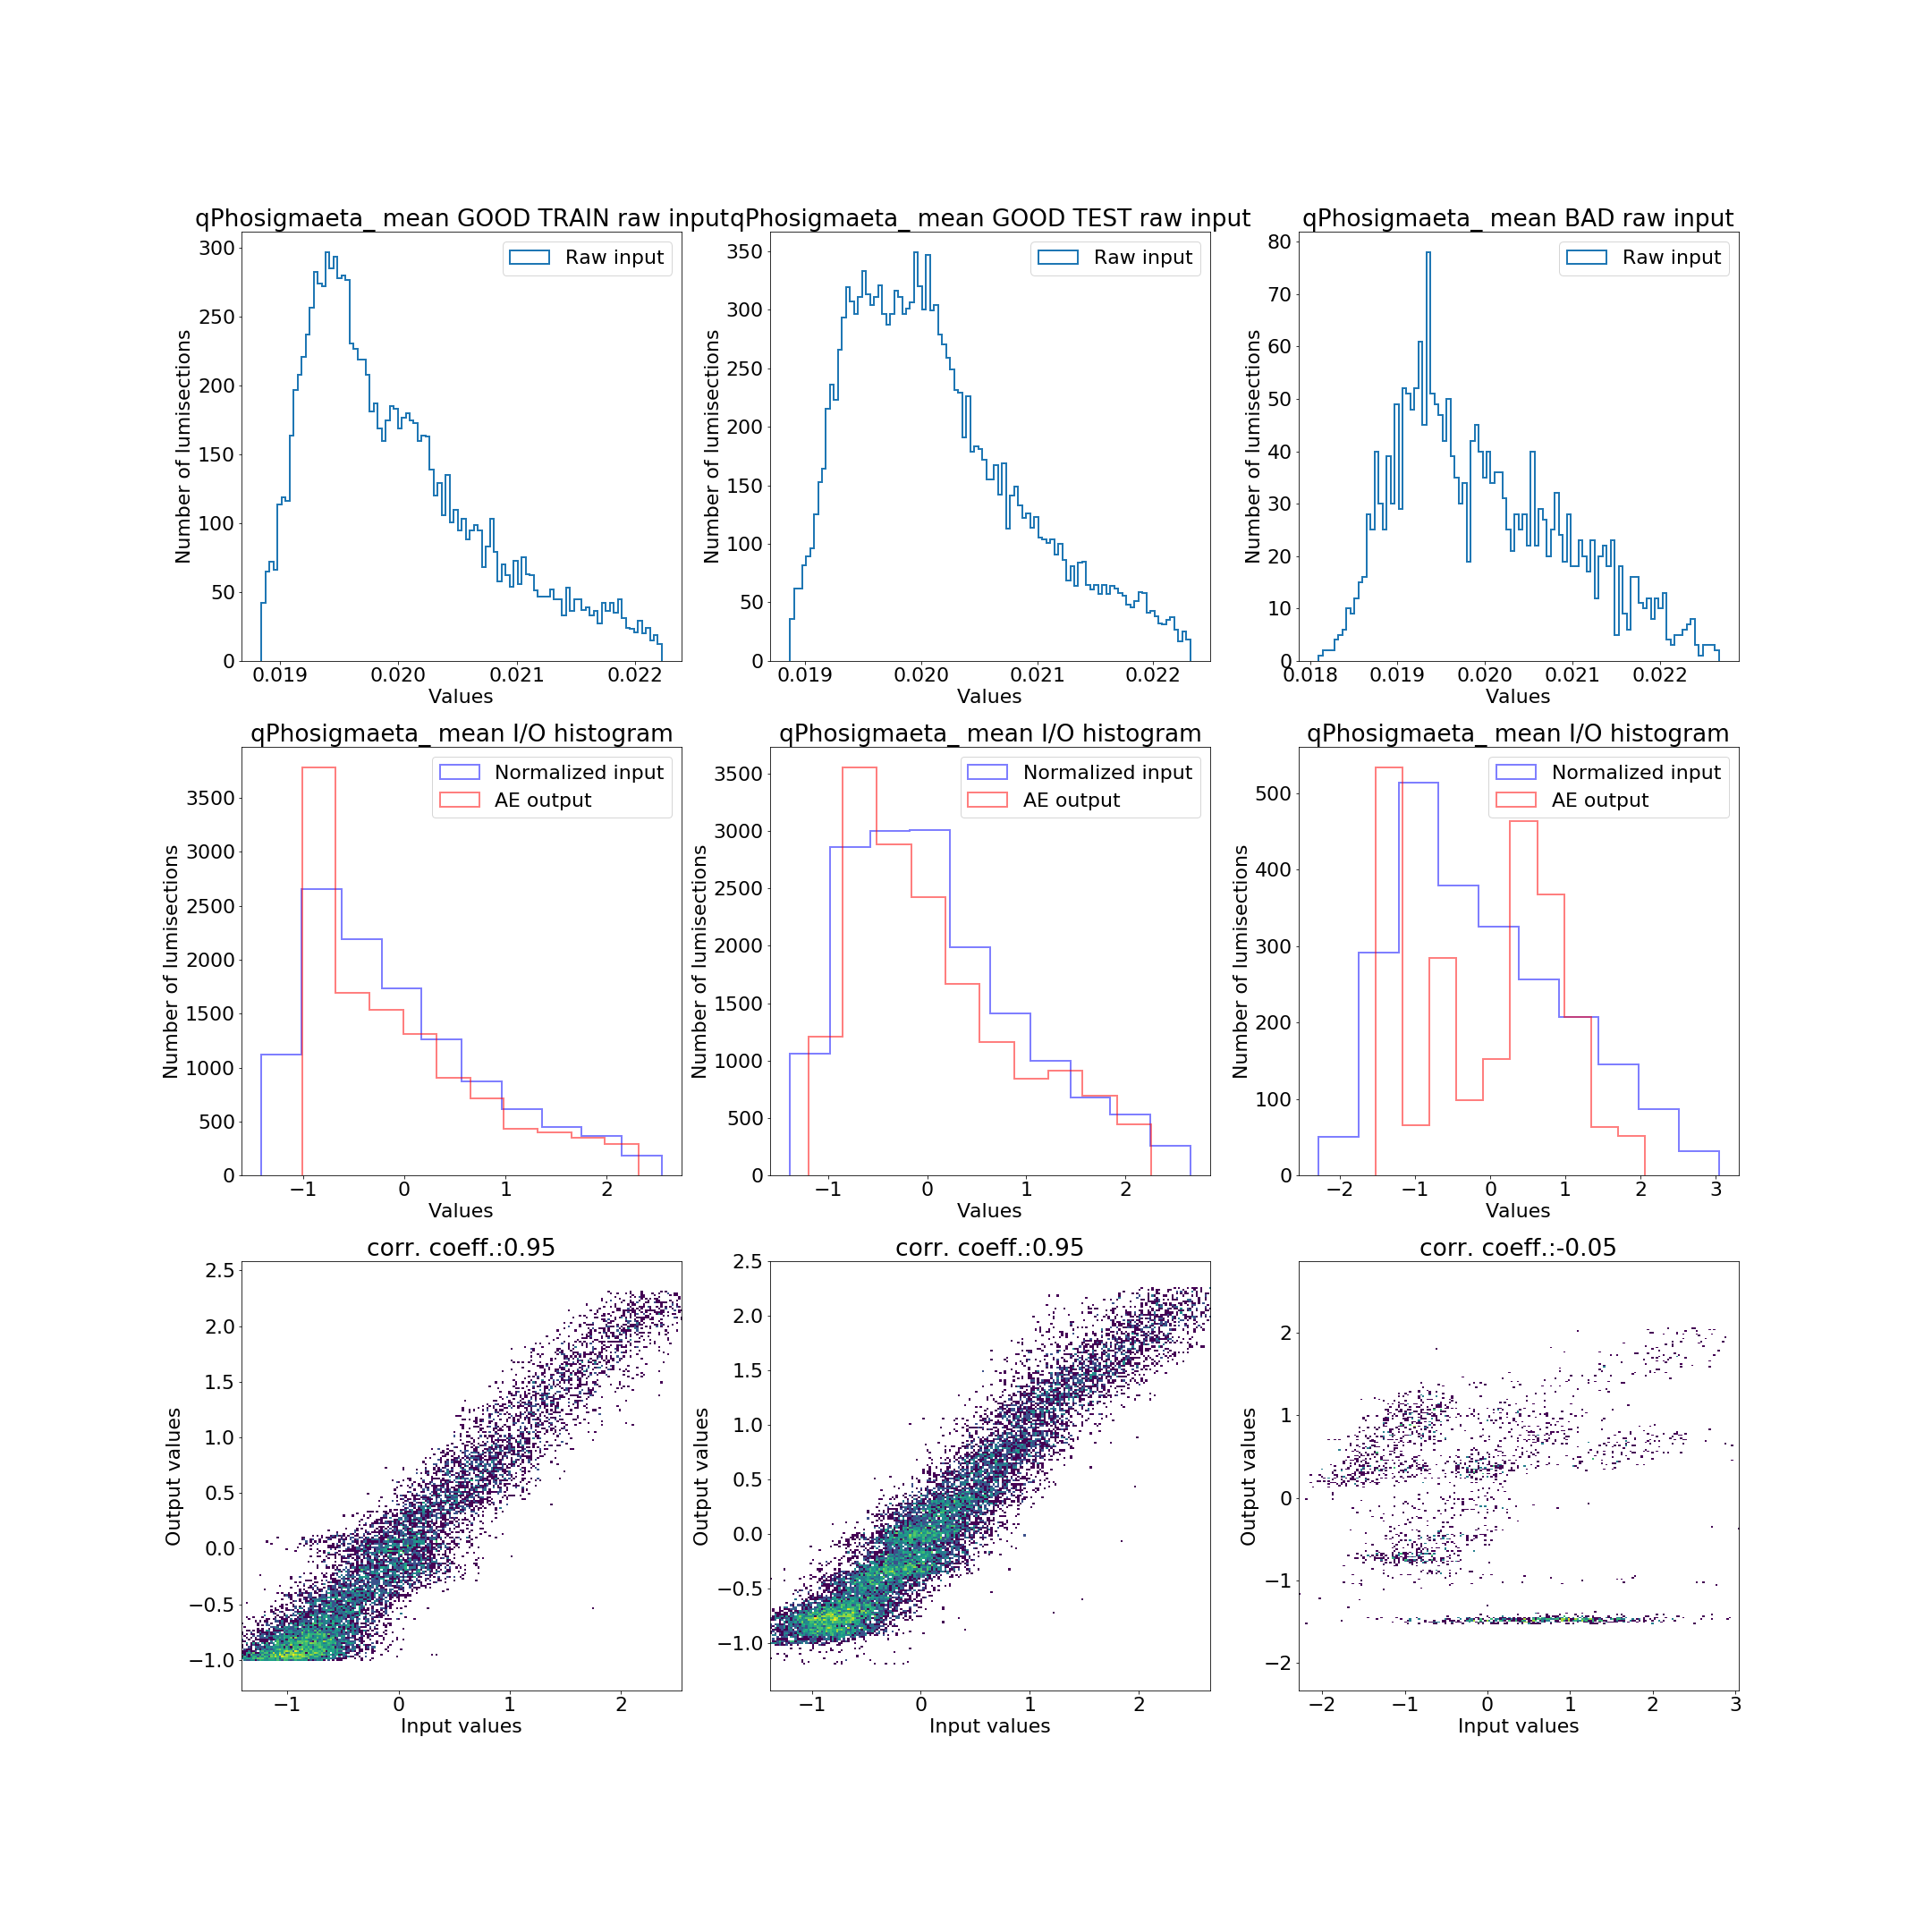 qPhosigmaeta_ mean GOOD TRAIN raw input
Raw input
Number of lumisections
300
250
200
150
100
50
0
0.019 0.020 0.021 0.022
Values
qPhosigmaeta_ mean GOOD TEST raw input
Raw input
Number of lumisections
350
300
250
200
150
100
50
0
0.019 0.020 0.021 0.022
Values
qPhosigmaeta_ mean BAD raw input
Raw input
Number of lumisections
80
70
60
50
40
30
20
10
0
0.018 0.019 0.020 0.021 0.022
Values
qPhosigmaeta_ mean I/O histogram
Normalized input
AE output
Number of lumisections
3500
3000
2500
2000
1500
1000
500
0
−1 0 1 2
Values
qPhosigmaeta_ mean I/O histogram
Normalized input
AE output
Number of lumisections
3500
3000
2500
2000
1500
1000
500
0
−1 0 1 2
Values
qPhosigmaeta_ mean I/O histogram
Normalized input
AE output
Number of lumisections
500
400
300
200
100
0
−2 −1 0 1 2 3
Values
corr. coeff.:0.95
Output values
2.5
2.0
1.5
1.0
0.5
0.0
−0.5
−1.0
−1 0 1 2
Input values
corr. coeff.:0.95
Output values
2.5
2.0
1.5
1.0
0.5
0.0
−0.5
−1.0
−1 0 1 2
Input values
corr. coeff.:-0.05
Output values
2
1
0
−1
−2
−2 −1 0 1 2 3
Input values